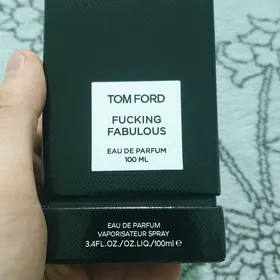 TOM FORD
FUCKING
FABULOUS
EAU DE PARFUM
100 ML
EAU DE PARFUM
VAPORISATEUR SPRAY
3.4FL.OZ./OZ.LIQ./100ml ℮